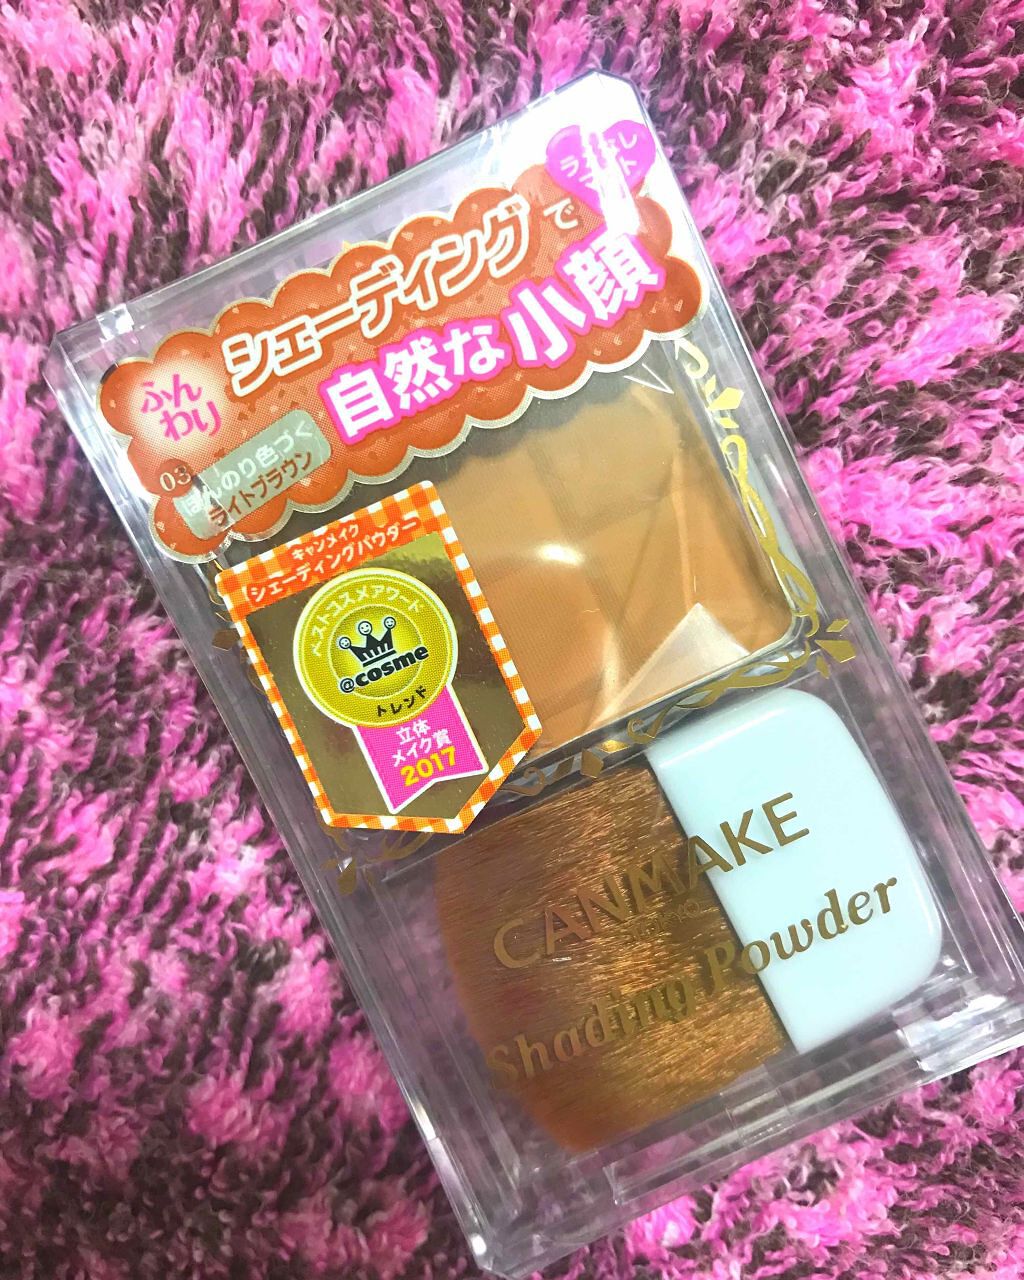 シェーディングで
自然な小顔
ふんわり
03
ほんのり色づく
ライトブラウン
キャンメイク
シェーディングパウダー
ベストコスメアワード
@cosme
トレンド
立体
メイク賞
2017
CANMAKE
TOKYO
Shading Powder